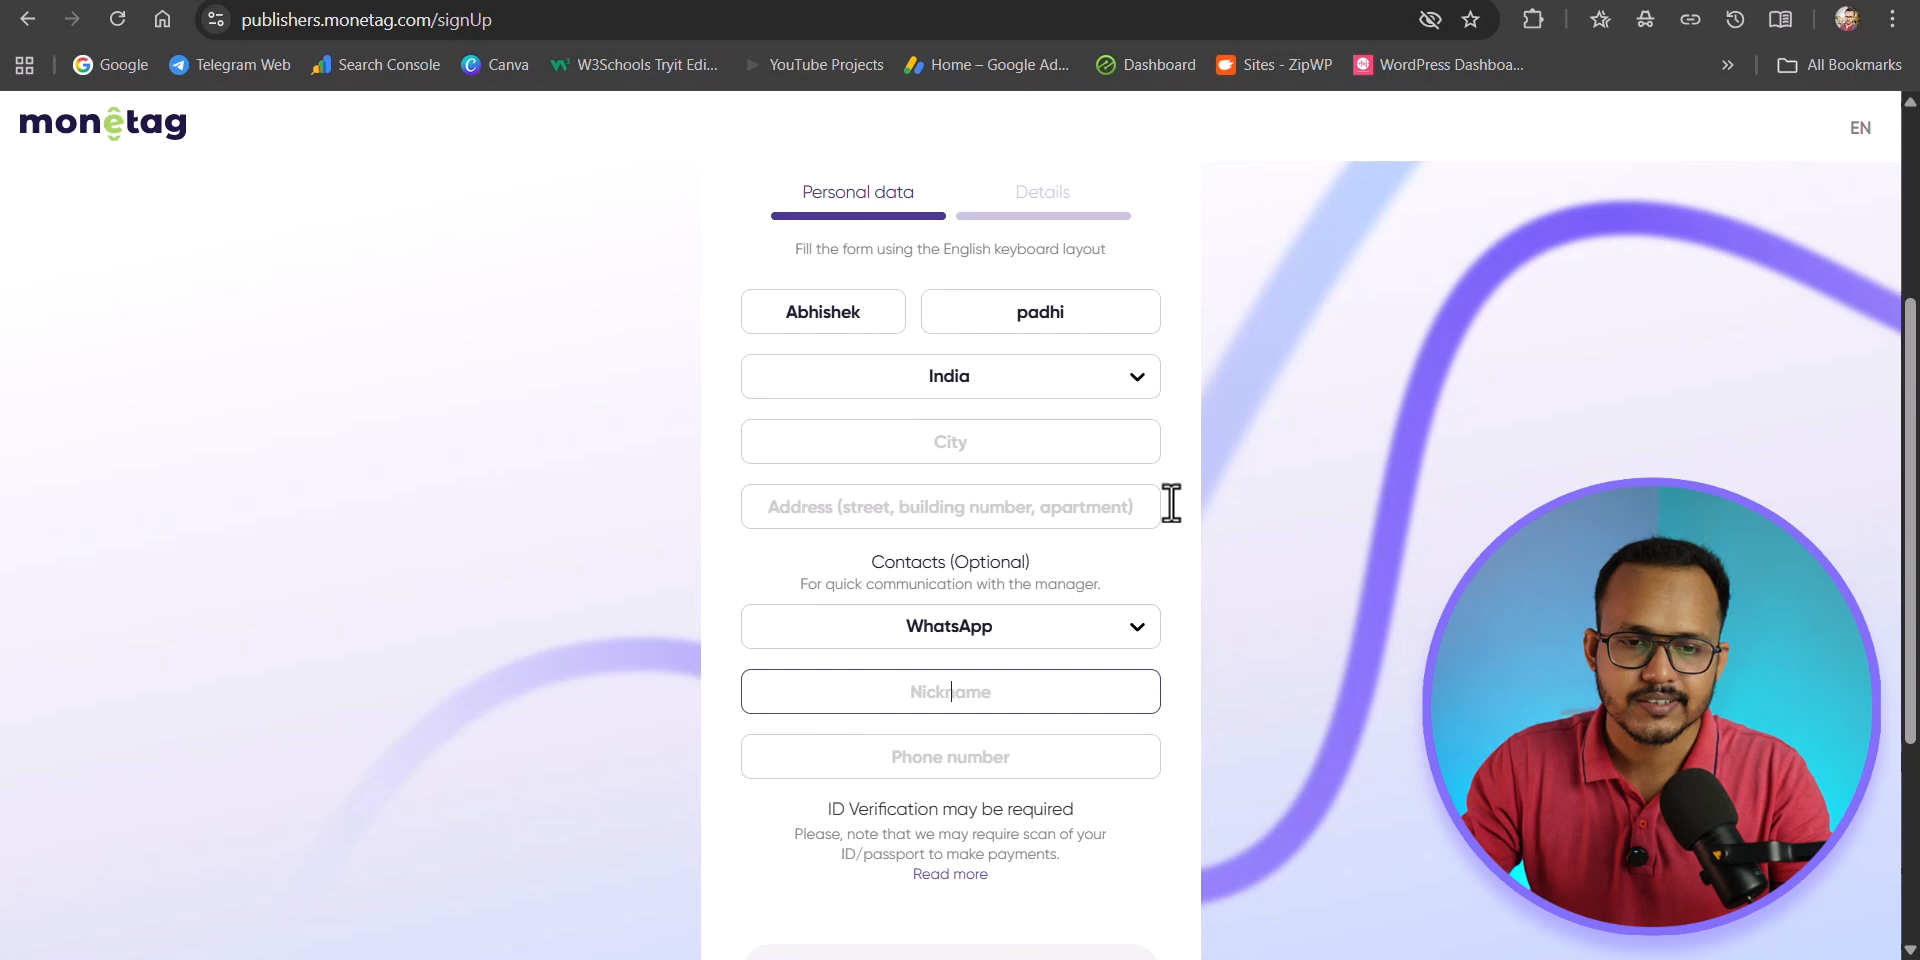 publishers.monetag.com/signUp
Google
Telegram Web
Search Console
Canva
W3Schools Tryit Edi...
YouTube Projects
Home – Google Ad...
Dashboard
Sites - ZipWP
WordPress Dashboa...
All Bookmarks
monêtag
EN
Personal data
Details
Fill the form using the English keyboard layout
Abhishek
padhi
India
City
Address (street, building number, apartment)
Contacts (Optional)
For quick communication with the manager.
WhatsApp
Nickname
Phone number
ID Verification may be required
Please, note that we may require scan of your
ID/passport to make payments.
Read more